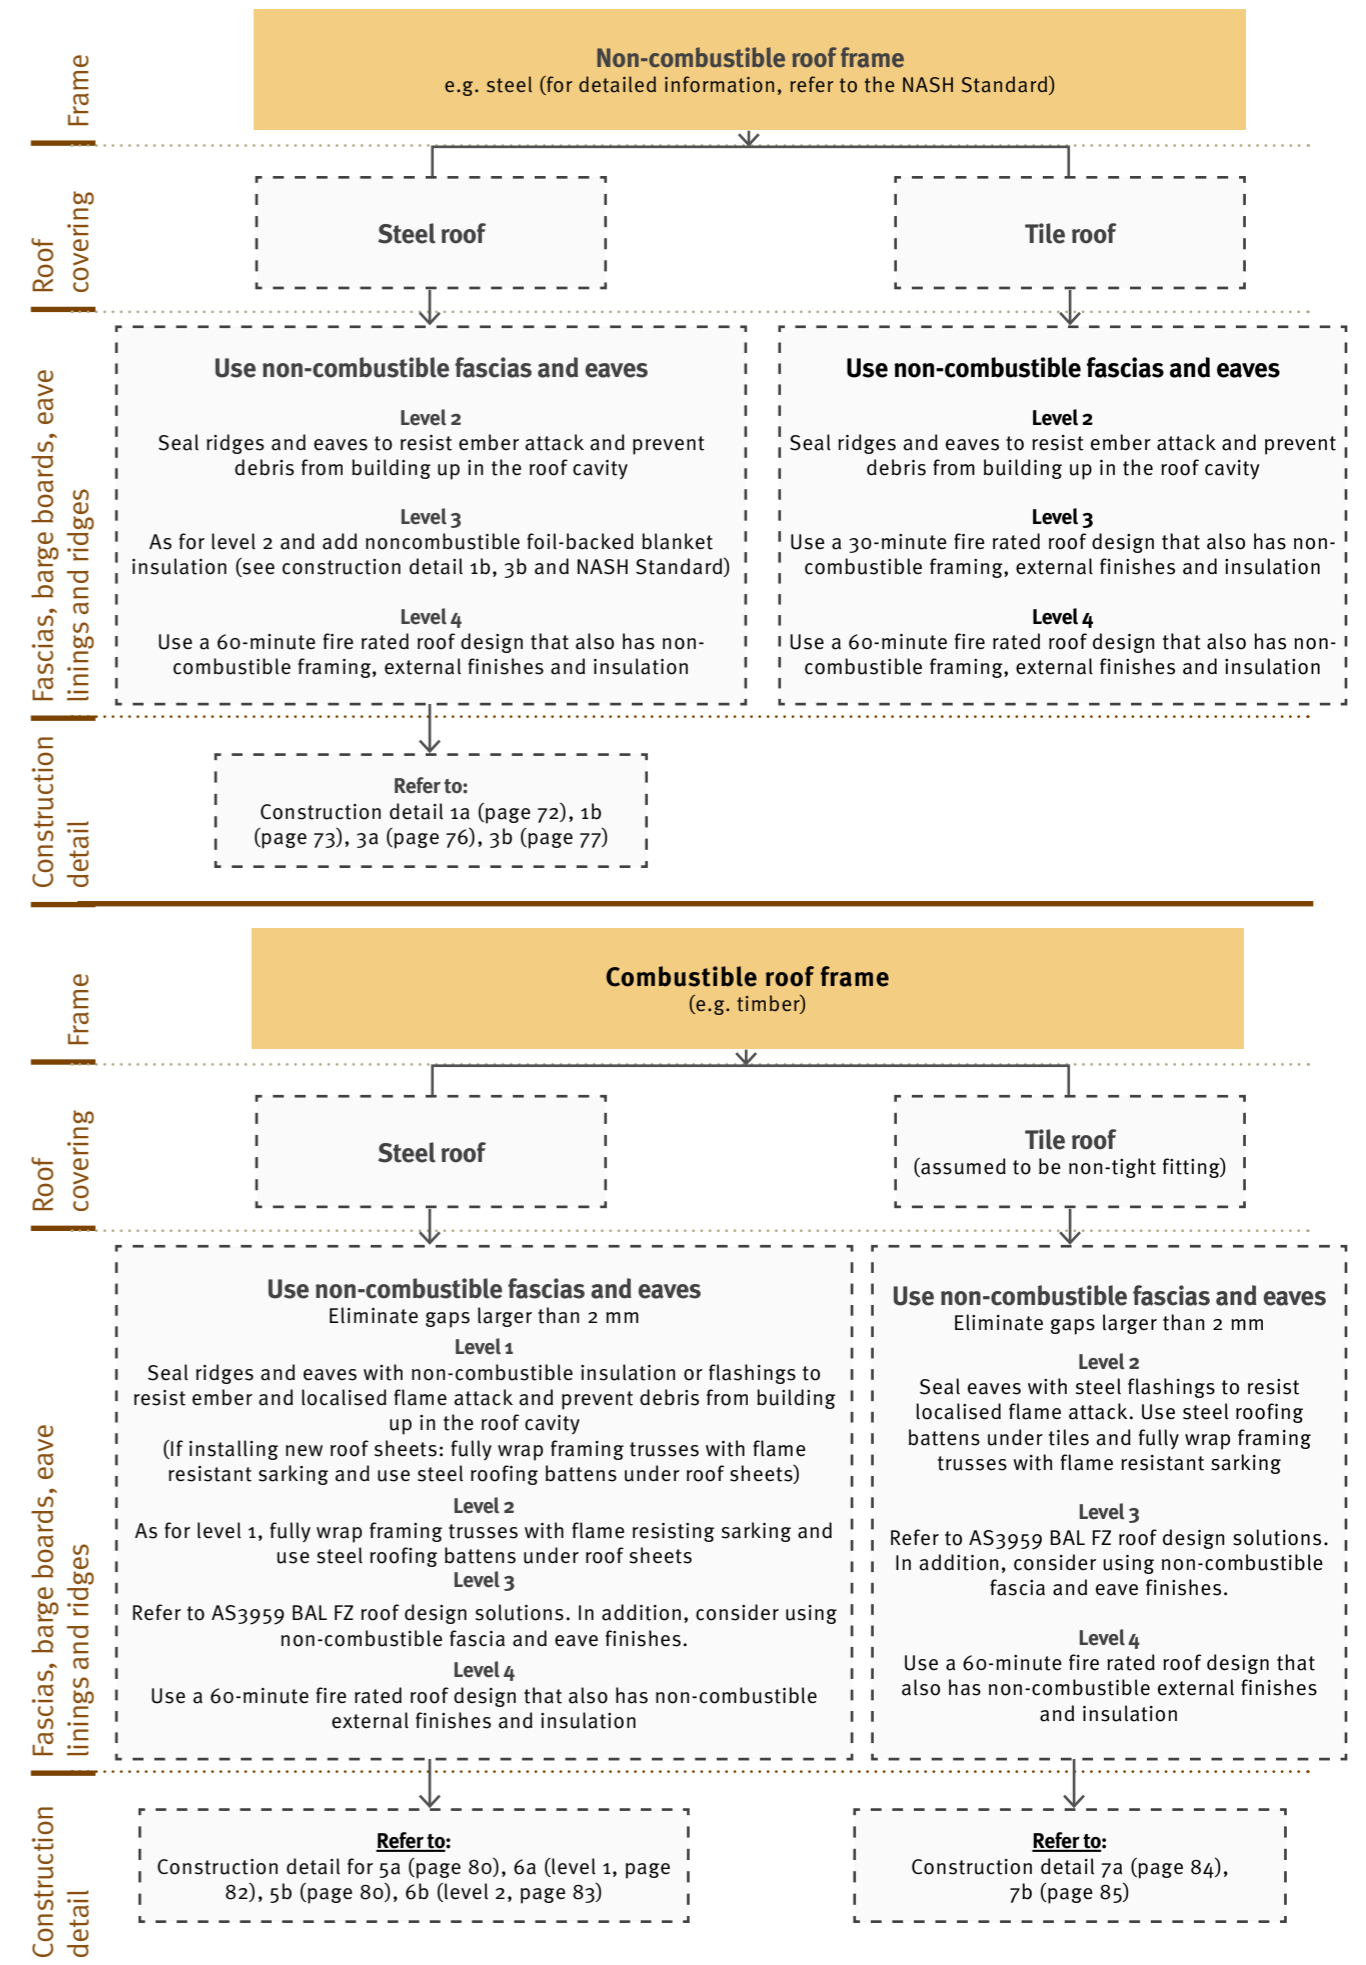 Frame
Non-combustible roof frame
e.g. steel (for detailed information, refer to the NASH Standard)
Roof
covering
Steel roof
Tile roof
Fascias, barge boards, eave
linings and ridges
Use non-combustible fascias and eaves
Level 2
Seal ridges and eaves to resist ember attack and prevent
debris from building up in the roof cavity
Level 3
As for level 2 and add noncombustible foil-backed blanket
insulation (see construction detail 1b, 3b and NASH Standard)
Level 4
Use a 60-minute fire rated roof design that also has non-
combustible framing, external finishes and insulation
Use non-combustible fascias and eaves
Level 2
Seal ridges and eaves to resist ember attack and prevent
debris from building up in the roof cavity
Level 3
Use a 30-minute fire rated roof design that also has non-
combustible framing, external finishes and insulation
Level 4
Use a 60-minute fire rated roof design that also has non-
combustible framing, external finishes and insulation
Construction
detail
Refer to:
Construction detail 1a (page 72), 1b
(page 73), 3a (page 76), 3b (page 77)
Frame
Combustible roof frame
(e.g. timber)
Roof
covering
Steel roof
Tile roof
(assumed to be non-tight fitting)
Fascias, barge boards, eave
linings and ridges
Use non-combustible fascias and eaves
Eliminate gaps larger than 2 mm
Level 1
Seal ridges and eaves with non-combustible insulation or flashings to
resist ember and localised flame attack and prevent debris from building
up in the roof cavity
(If installing new roof sheets: fully wrap framing trusses with flame
resistant sarking and use steel roofing battens under roof sheets)
Level 2
As for level 1, fully wrap framing trusses with flame resisting sarking and
use steel roofing battens under roof sheets
Level 3
Refer to AS3959 BAL FZ roof design solutions. In addition, consider using
non-combustible fascia and eave finishes.
Level 4
Use a 60-minute fire rated roof design that also has non-combustible
external finishes and insulation
Use non-combustible fascias and eaves
Eliminate gaps larger than 2 mm
Level 2
Seal eaves with steel flashings to resist
localised flame attack. Use steel roofing
battens under tiles and fully wrap framing
trusses with flame resistant sarking
Level 3
Refer to AS3959 BAL FZ roof design solutions.
In addition, consider using non-combustible
fascia and eave finishes.
Level 4
Use a 60-minute fire rated roof design that
also has non-combustible external finishes
and insulation
Construction
detail
Refer to:
Construction detail for 5a (page 80), 6a (level 1, page
82), 5b (page 80), 6b (level 2, page 83)
Refer to:
Construction detail 7a (page 84),
7b (page 85)